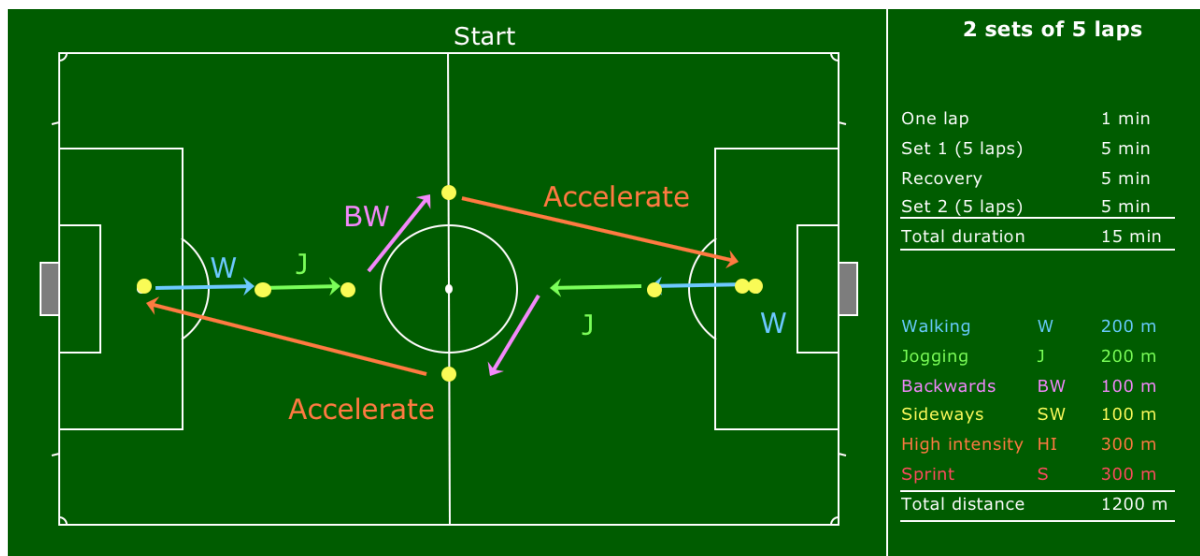 Start
Accelerate
BW
W
J
W
J
Accelerate
2 sets of 5 laps
One lap 1 min
Set 1 (5 laps) 5 min
Recovery 5 min
Set 2 (5 laps) 5 min
Total duration 15 min
Walking W 200 m
Jogging J 200 m
Backwards BW 100 m
Sideways SW 100 m
High intensity HI 300 m
Sprint S 300 m
Total distance 1200 m